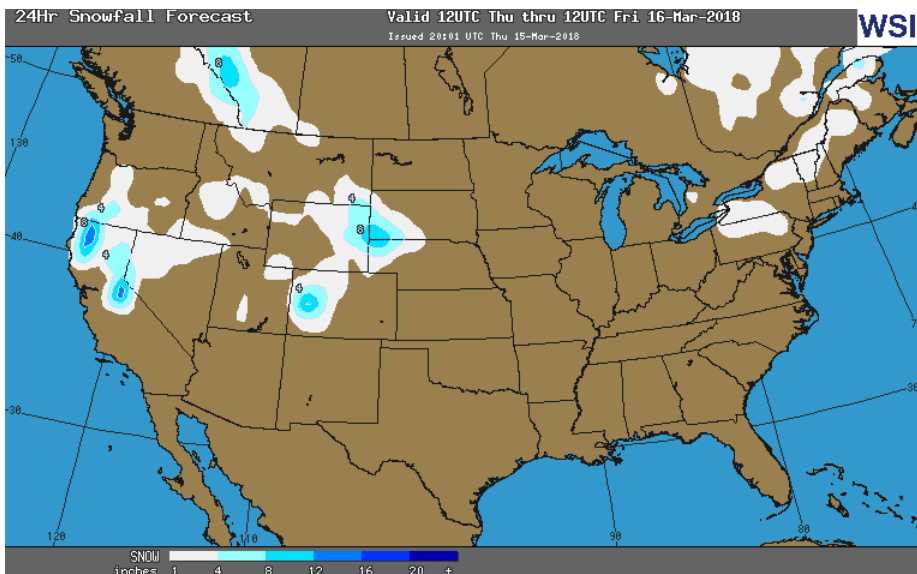 24Hr Snowfall Forecast
Valid 12UTC Thu thru 12UTC Fri 16-Mar-2018
Issued 20:01 UTC Thu 15-Mar-2018
WSI
50
8
130
4
4
8
8
40
4
4
7
30
30
120
110
90
80
SNOW
inches 1 4 8 12 16 20 +